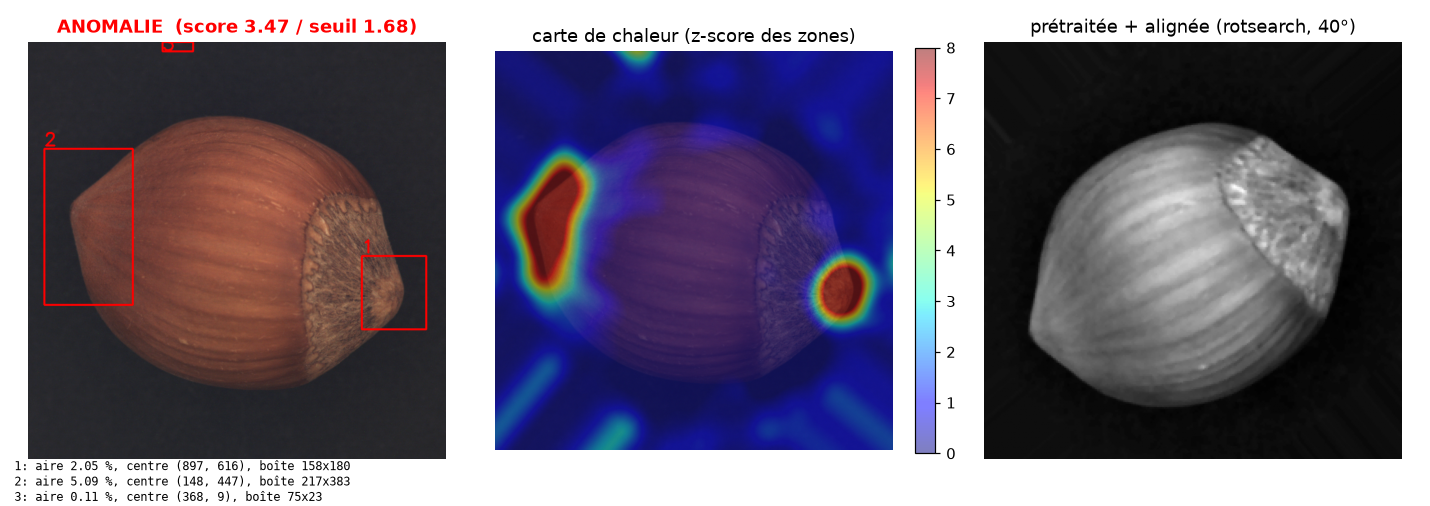 ANOMALIE (score 3.47 / seuil 1.68)
carte de chaleur (z-score des zones)
prétraitée + alignée (rotsearch, 40°)
3
2
1
8
7
6
5
4
3
2
1
0
1: aire 2.05 %, centre (897, 616), boîte 158x180
2: aire 5.09 %, centre (148, 447), boîte 217x383
3: aire 0.11 %, centre (368, 9), boîte 75x23